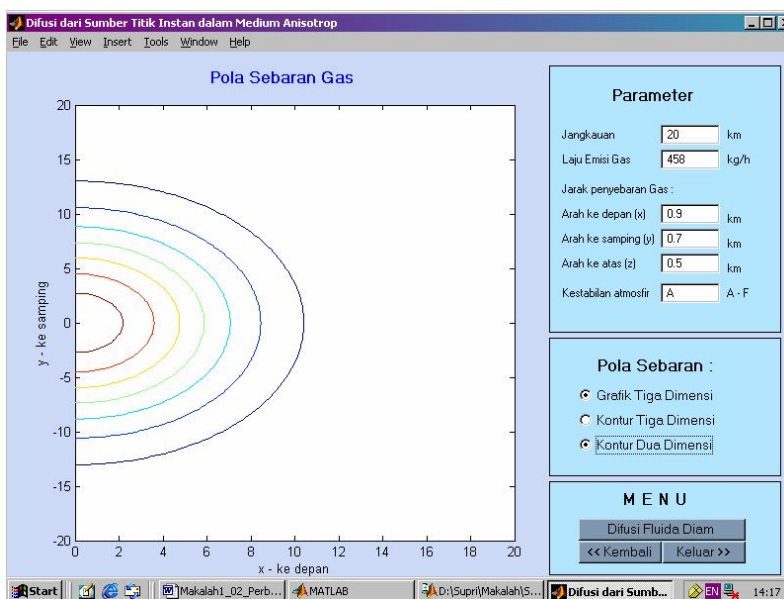 Difusi dari Sumber Titik Instan dalam Medium Anisotrop
File Edit View Insert Tools Window Help
Pola Sebaran Gas
20
15
10
5
0
-5
-10
-15
-20
y - ke samping
0 2 4 6 8 10 12 14 16 18 20
x - ke depan
Parameter
Jangkauan 20 km
Laju Emisi Gas 458 kg/h
Jarak penyebaran Gas :
Arah ke depan (x) 0.9 km
Arah ke samping (y) 0.7 km
Arah ke atas (z) 0.5 km
Kestabilan atmosfir A A - F
Pola Sebaran :
Grafik Tiga Dimensi
Kontur Tiga Dimensi
Kontur Dua Dimensi
M E N U
Difusi Fluida Diam
<< Kembali Keluar >>
Start Makalah1_02_Perb... MATLAB D:\Supri\Makalah\S... Difusi dari Sumb... EN 14:17